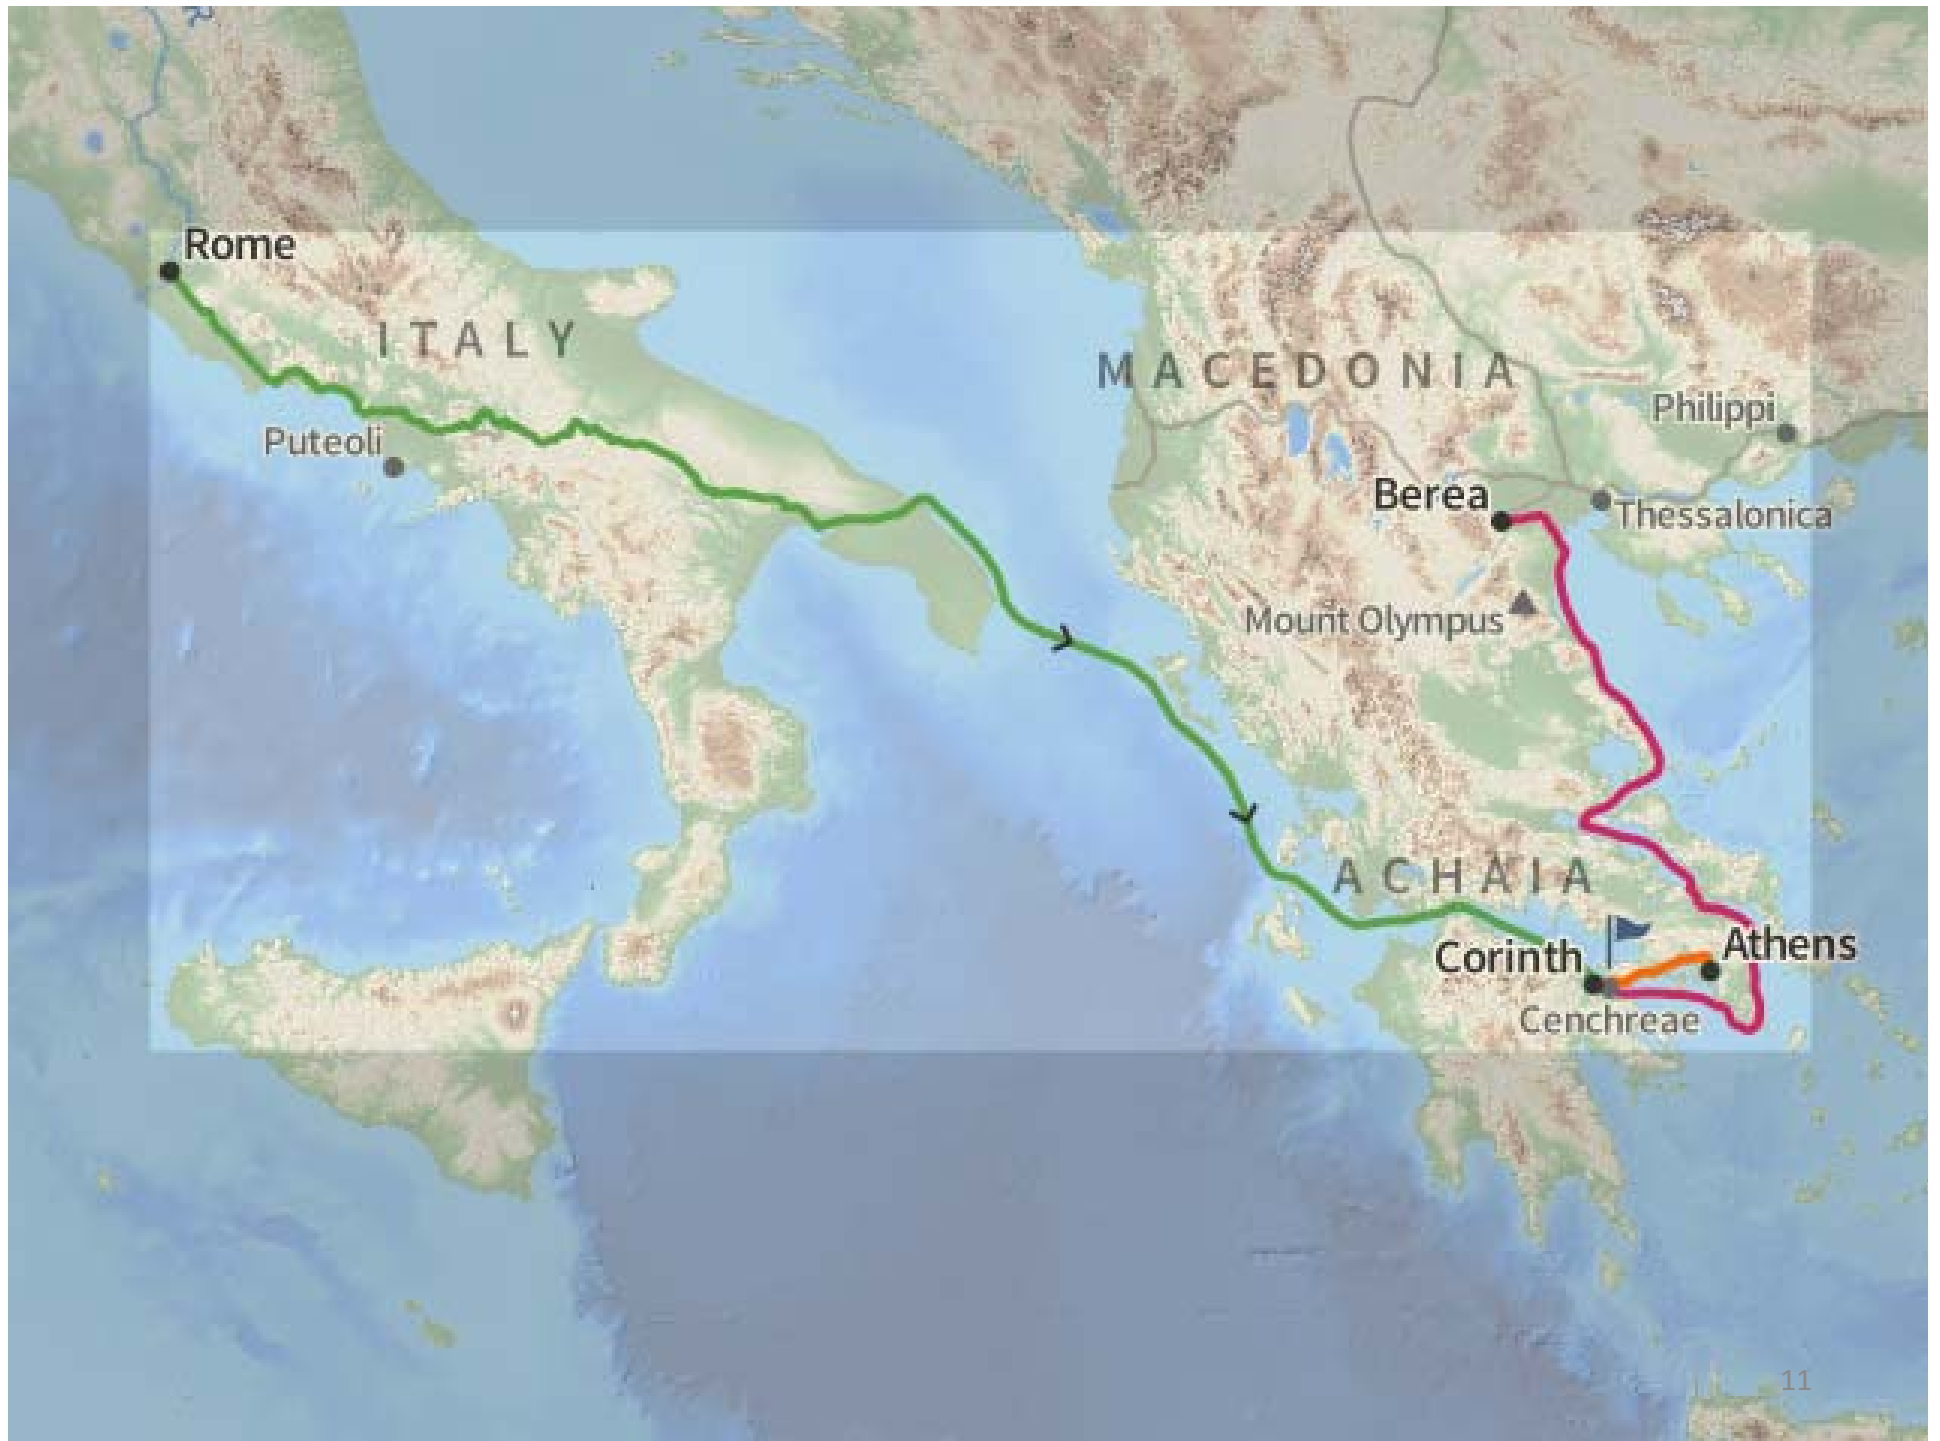 Rome
ITALY
MACEDONIA
Philippi
Puteoli
Berea
Thessalonica
Mount Olympus
ACHAIA
Athens
Corinth
Cenchreae
11